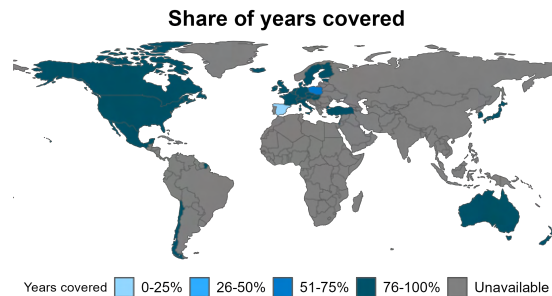 Share of years covered
Years covered 0-25% 26-50% 51-75% 76-100% Unavailable